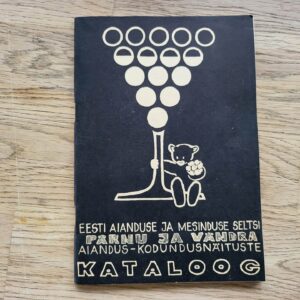 EESTI AIANDUSE JA MESINDUSE SELTSI
PÄRNU JA VÄNDRA
AIANDUS-KODUNDUSNÄITUSTE
KATALOOG